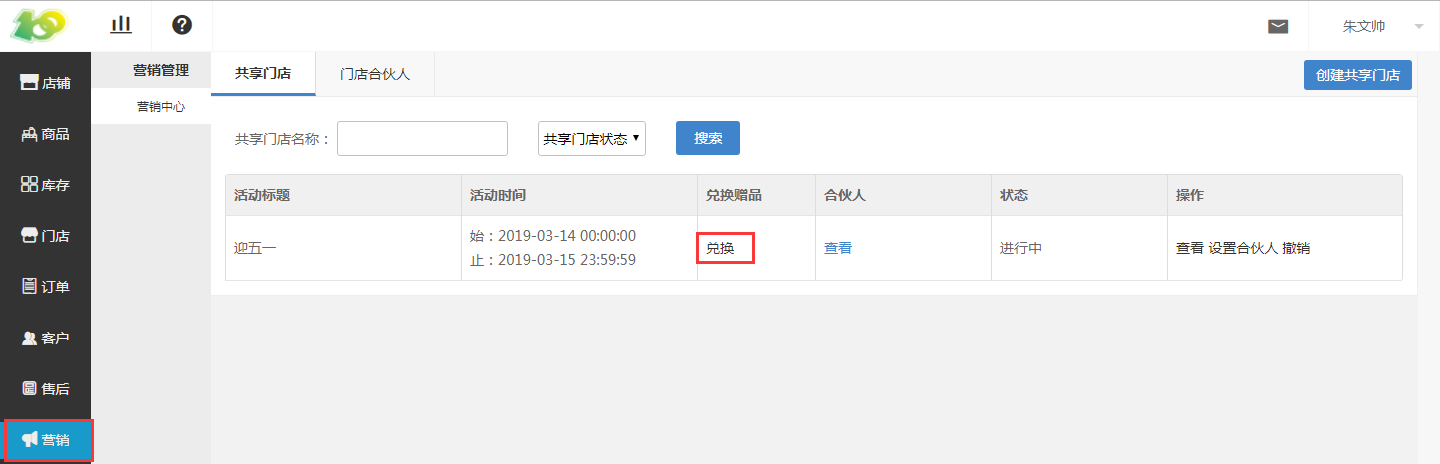 朱文帅
店铺
商品
库存
门店
订单
客户
售后
营销
营销管理
营销中心
共享门店 门店合伙人 创建共享门店
共享门店名称： 共享门店状态 搜索
活动标题 活动时间 兑换赠品 合伙人 状态 操作
迎五一 始：2019-03-14 00:00:00 兑换 查看 进行中 查看 设置合伙人 撤销
止：2019-03-15 23:59:59